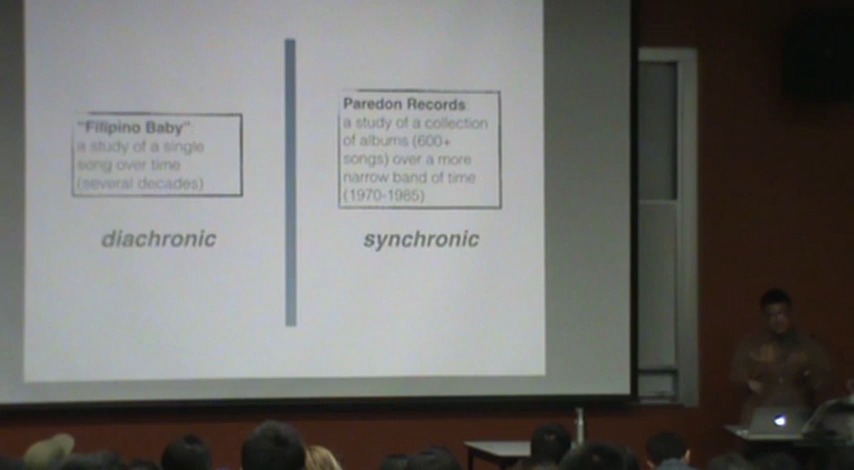 "Filipino Baby"
a study of a single
song over time
(several decades)
diachronic
Paredon Records
a study of a collection
of albums (600+
songs) over a more
narrow band of time
(1970-1985)
synchronic